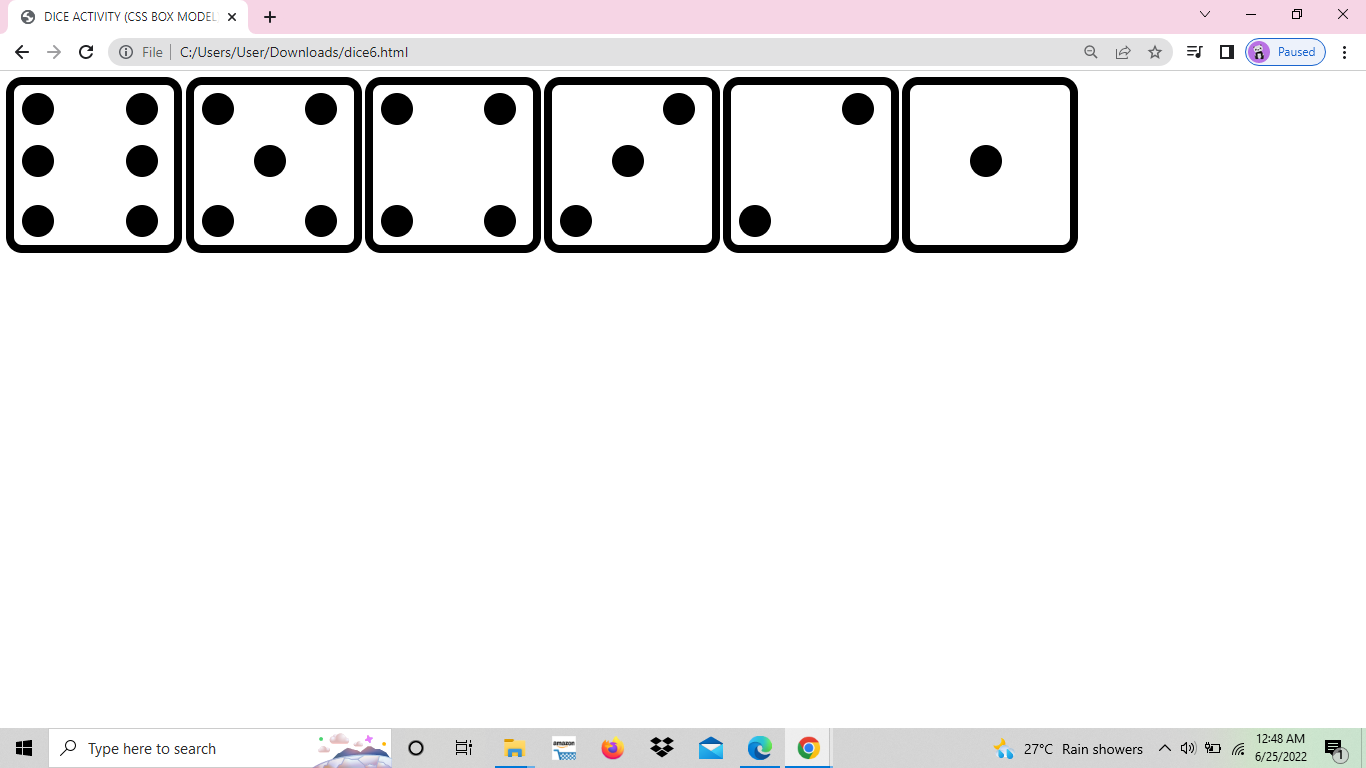 DICE ACTIVITY (CSS BOX MODEL
File C:/Users/User/Downloads/dice6.html
Paused
Type here to search
amazon
27°C Rain showers
12:48 AM
6/25/2022
1